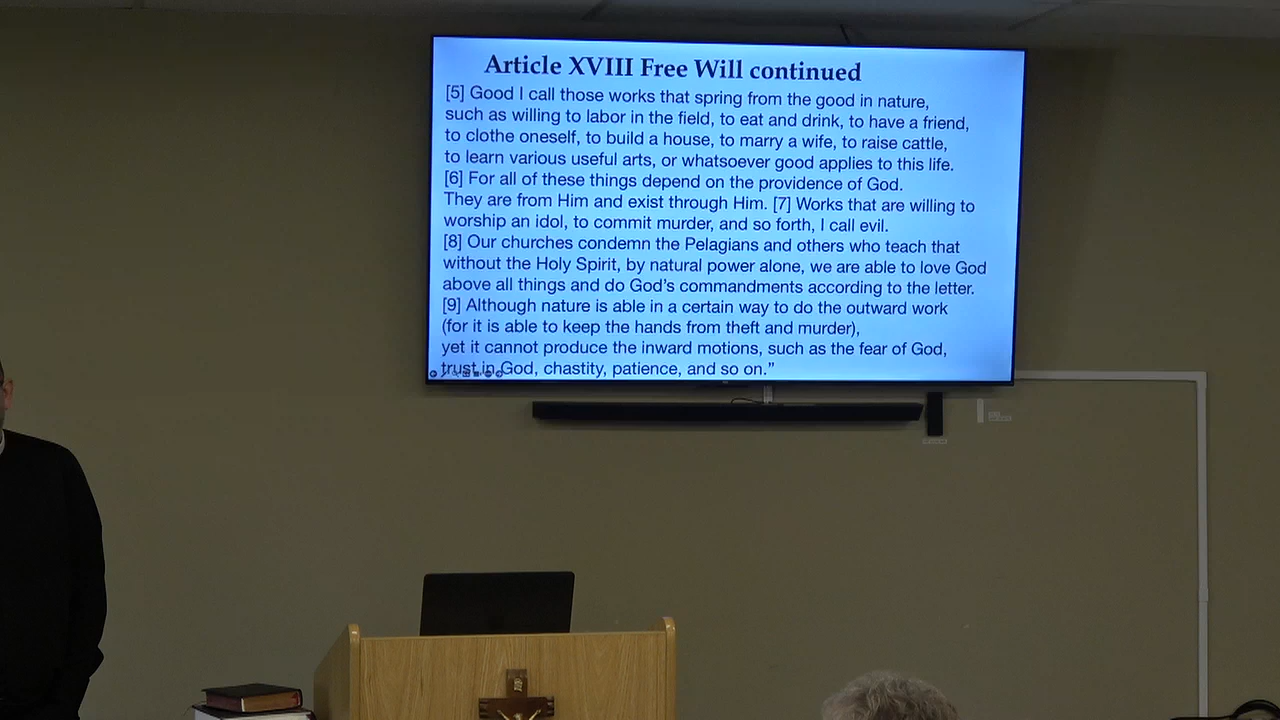 Article XVIII Free Will continued
[5] Good I call those works that spring from the good in nature,
such as willing to labor in the field, to eat and drink, to have a friend,
to clothe oneself, to build a house, to marry a wife, to raise cattle,
to learn various useful arts, or whatsoever good applies to this life.
[6] For all of these things depend on the providence of God.
They are from Him and exist through Him. [7] Works that are willing to
worship an idol, to commit murder, and so forth, I call evil.
[8] Our churches condemn the Pelagians and others who teach that
without the Holy Spirit, by natural power alone, we are able to love God
above all things and do God's commandments according to the letter.
[9] Although nature is able in a certain way to do the outward work
(for it is able to keep the hands from theft and murder),
yet it cannot produce the inward motions, such as the fear of God,
trust in God, chastity, patience, and so on.”